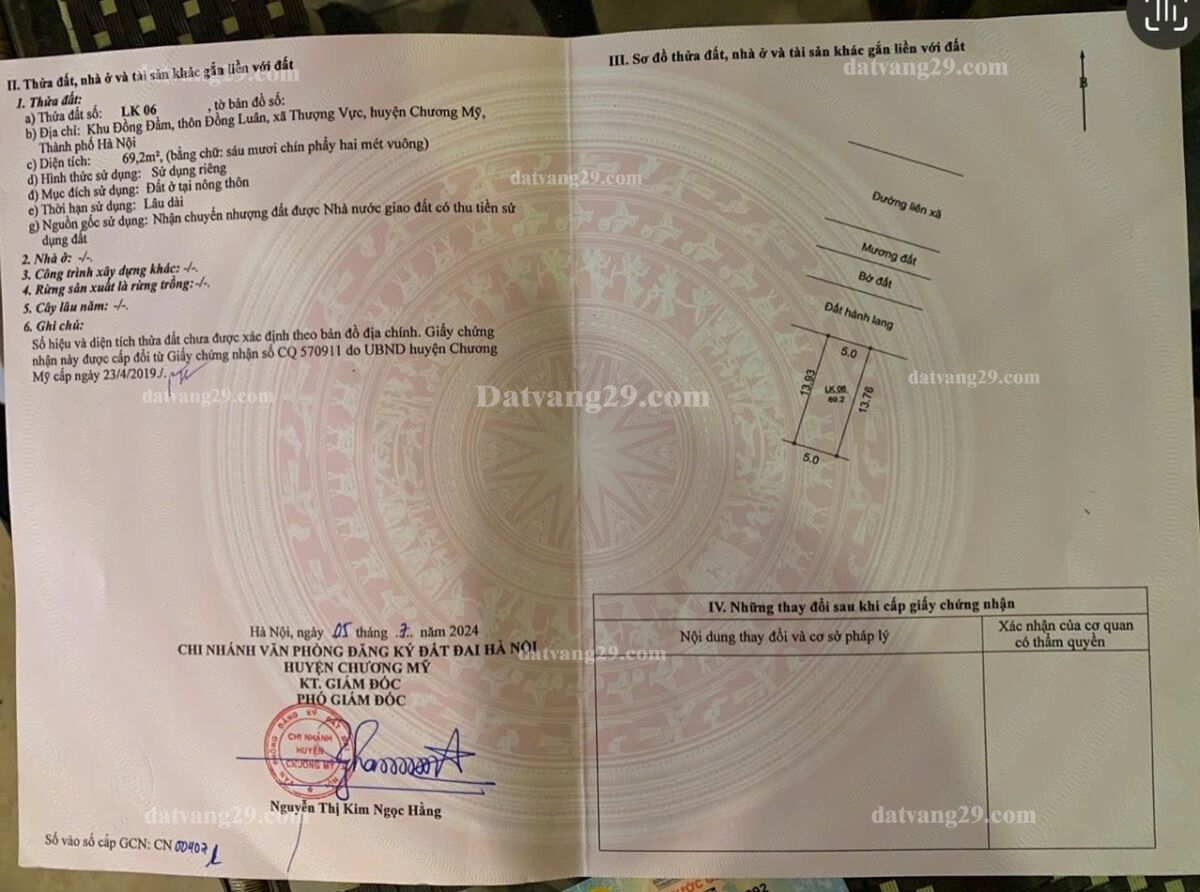 II. Thửa đất, nhà ở và tài sản khác gắn liền với đất
1. Thửa đất:
a) Thửa đất số: LK 06 , tờ bản đồ số:
b) Địa chỉ: Khu Đồng Đầm, thôn Đồng Luân, xã Thượng Vực, huyện Chương Mỹ,
Thành phố Hà Nội
c) Diện tích: 69,2m², (bằng chữ: sáu mươi chín phẩy hai mét vuông)
d) Hình thức sử dụng: Sử dụng riêng
đ) Mục đích sử dụng: Đất ở tại nông thôn
e) Thời hạn sử dụng: Lâu dài
g) Nguồn gốc sử dụng: Nhận chuyển nhượng đất được Nhà nước giao đất có thu tiền sử
dụng đất
2. Nhà ở: -/-.
3. Công trình xây dựng khác: -/-.
4. Rừng sản xuất là rừng trồng: -/-.
5. Cây lâu năm: -/-.
6. Ghi chú:
Số hiệu và diện tích thửa đất chưa được xác định theo bản đồ địa chính. Giấy chứng
nhận này được cấp đổi từ Giấy chứng nhận số CQ 570911 do UBND huyện Chương
Mỹ cấp ngày 23/4/2019./.
Hà Nội, ngày 05 tháng .7. năm 2024
CHI NHÁNH VĂN PHÒNG ĐĂNG KÝ ĐẤT ĐAI HÀ NỘI
HUYỆN CHƯƠNG MỸ
KT. GIÁM ĐỐC
PHÓ GIÁM ĐỐC
VĂN PHÒNG ĐĂNG KÝ ĐẤT ĐAI HÀ NỘI
CHI NHÁNH
HUYỆN
CHƯƠNG MỸ
Nguyễn Thị Kim Ngọc Hằng
Số vào sổ cấp GCN: CN 00407
III. Sơ đồ thửa đất, nhà ở và tài sản khác gắn liền với đất
B
Đường liên xã
Mương đất
Bờ đất
Đất hành lang
5.0
13.93
LK 06
69.2
13.76
5.0
IV. Những thay đổi sau khi cấp giấy chứng nhận
Nội dung thay đổi và cơ sở pháp lý
Xác nhận của cơ quan
có thẩm quyền
datvang29.com
datvang29.com
datvang29.com
datvang29.com
Datvang29.com
datvang29.com
datvang29.com
datvang29.com
datvang29.com